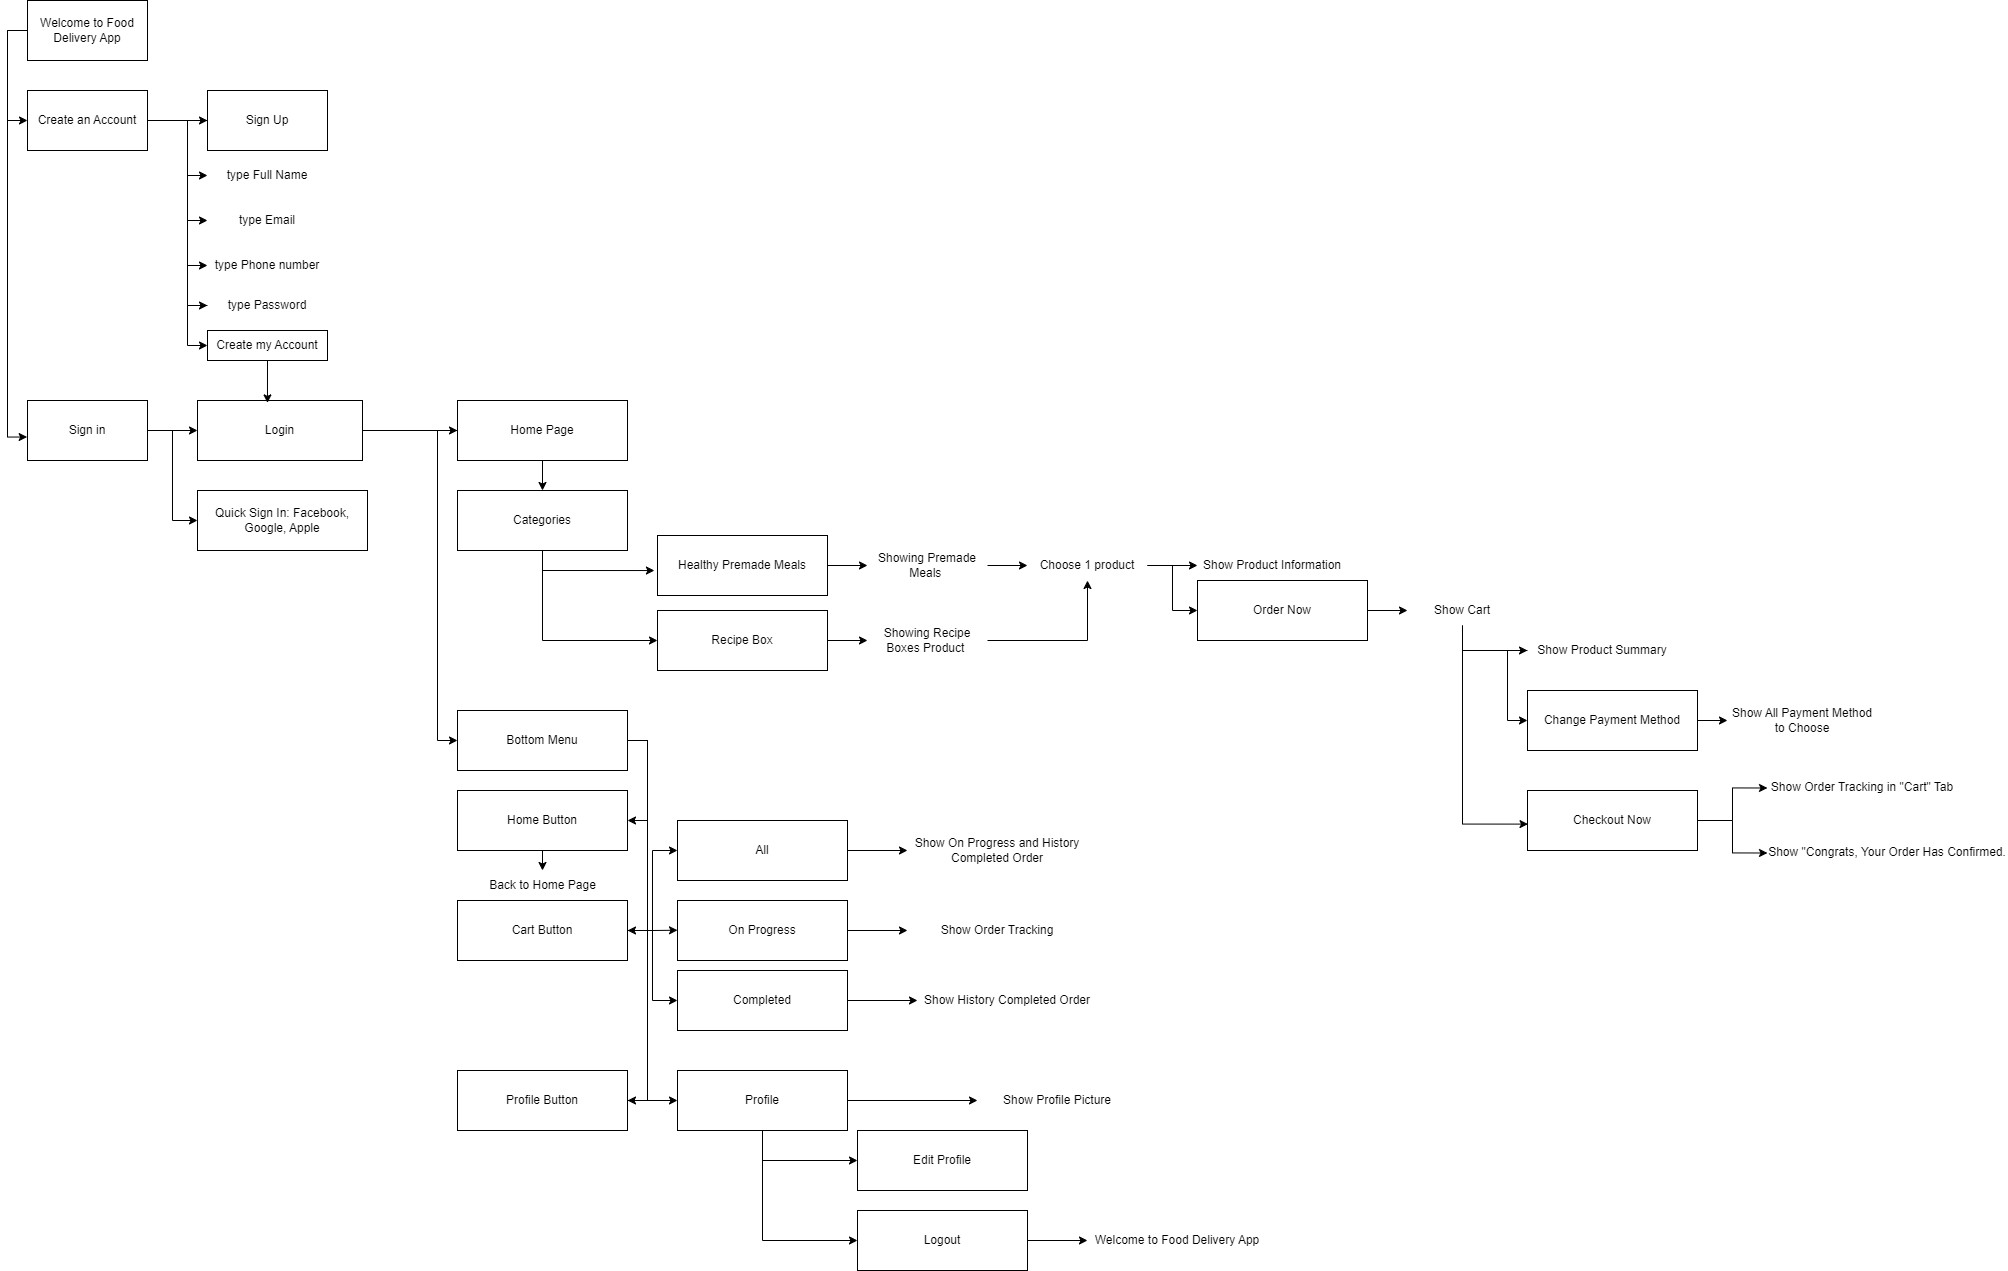 Welcome to Food
Delivery App
Create an Account
Sign Up
type Full Name
type Email
type Phone number
type Password
Create my Account
Sign in
Login
Home Page
Quick Sign In: Facebook,
Google, Apple
Categories
Healthy Premade Meals
Showing Premade
Meals
Choose 1 product
Show Product Information
Order Now
Show Cart
Recipe Box
Showing Recipe
Boxes Product
Show Product Summary
Change Payment Method
Show All Payment Method
to Choose
Checkout Now
Show Order Tracking in "Cart" Tab
Show "Congrats, Your Order Has Confirmed.
Bottom Menu
Home Button
Back to Home Page
All
Show On Progress and History
Completed Order
Cart Button
On Progress
Show Order Tracking
Completed
Show History Completed Order
Profile Button
Profile
Show Profile Picture
Edit Profile
Logout
Welcome to Food Delivery App